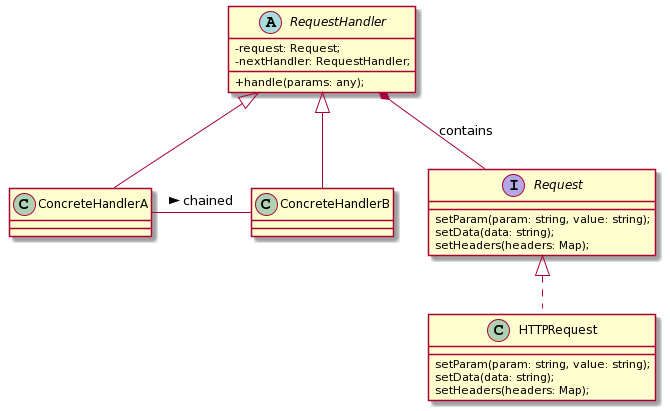 A RequestHandler
-request: Request;
-nextHandler: RequestHandler;
+handle(params: any);
contains
C ConcreteHandlerA
► chained
C ConcreteHandlerB
I Request
setParam(param: string, value: string);
setData(data: string);
setHeaders(headers: Map);
C HTTPRequest
setParam(param: string, value: string);
setData(data: string);
setHeaders(headers: Map);